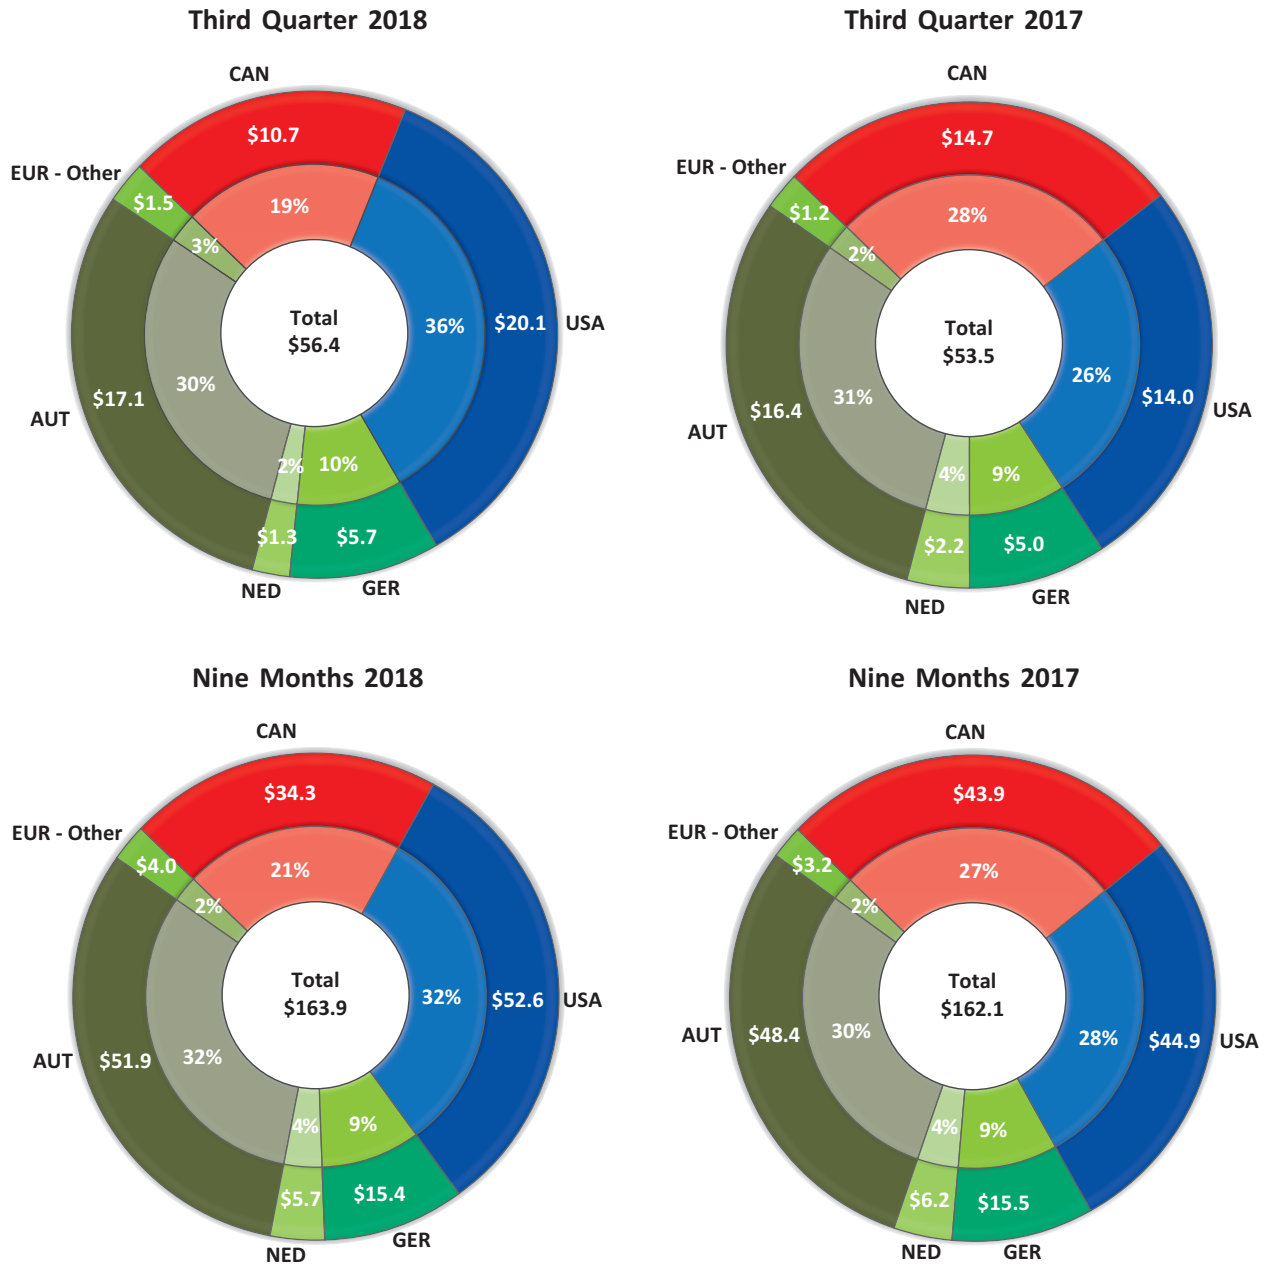 Third Quarter 2018
CAN
$10.7
EUR - Other
$1.5
19%
3%
Total
$56.4
36%
$20.1
USA
30%
$17.1
AUT
2%
10%
$1.3
$5.7
NED
GER
Third Quarter 2017
CAN
$14.7
EUR - Other
$1.2
28%
2%
Total
$53.5
26%
$14.0
USA
31%
$16.4
AUT
4%
9%
$2.2
$5.0
NED
GER
Nine Months 2018
CAN
$34.3
EUR - Other
$4.0
21%
2%
Total
$163.9
32%
$52.6
USA
32%
$51.9
AUT
4%
9%
$5.7
$15.4
NED
GER
Nine Months 2017
CAN
$43.9
EUR - Other
$3.2
27%
2%
Total
$162.1
28%
$44.9
USA
30%
$48.4
AUT
4%
9%
$6.2
$15.5
NED
GER